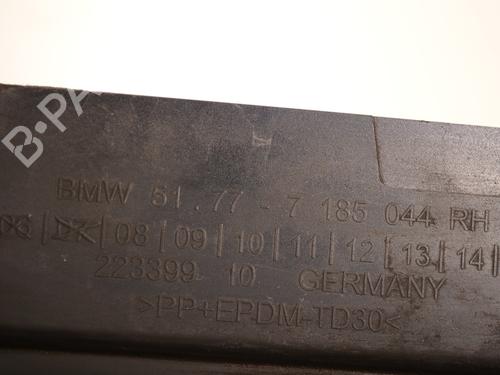 B-PA
BMW 51.77 - 7 185 044 RH
08 | 09 | 10 | 11 | 12 | 13 | 14 |
223399 10 GERMANY
>PP+EPDM-TD30<